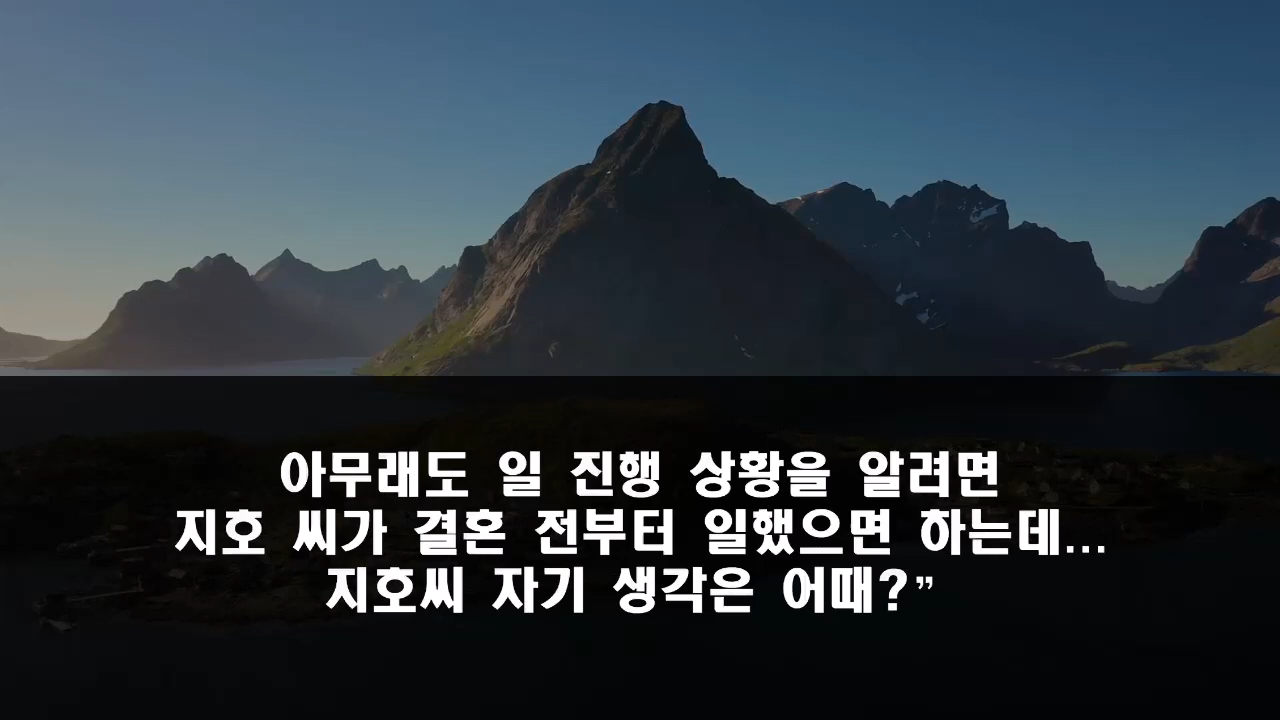 아무래도 일 진행 상황을 알려면
지호 씨가 결혼 전부터 일했으면 하는데...
지호씨 자기 생각은 어때?”